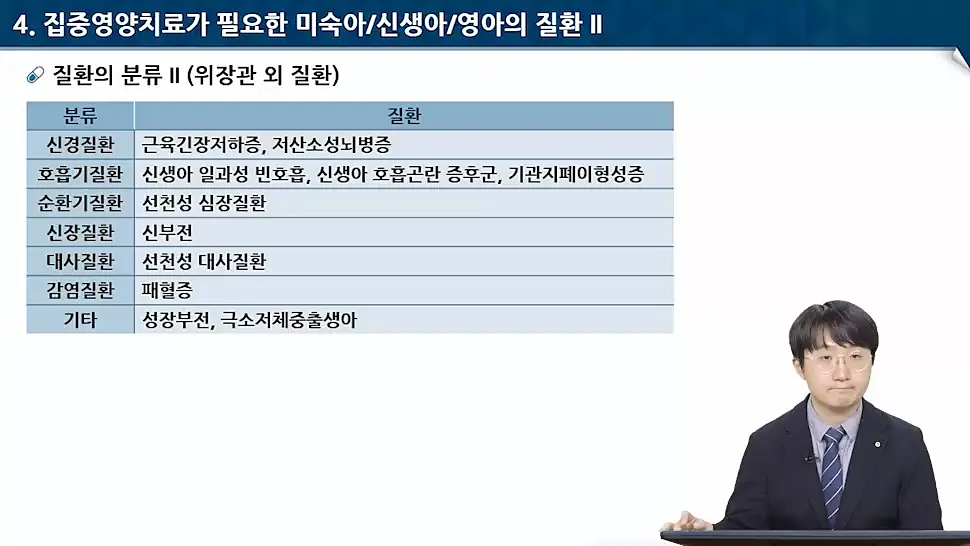 4. 집중영양치료가 필요한 미숙아/신생아/영아의 질환 II
질환의 분류 II (위장관 외 질환)
분류 질환
신경질환 근육긴장저하증, 저산소성뇌병증
호흡기질환 신생아 일과성 빈호흡, 신생아 호흡곤란 증후군, 기관지폐이형성증
순환기질환 선천성 심장질환
신장질환 신부전
대사질환 선천성 대사질환
감염질환 패혈증
기타 성장부전, 극소저체중출생아